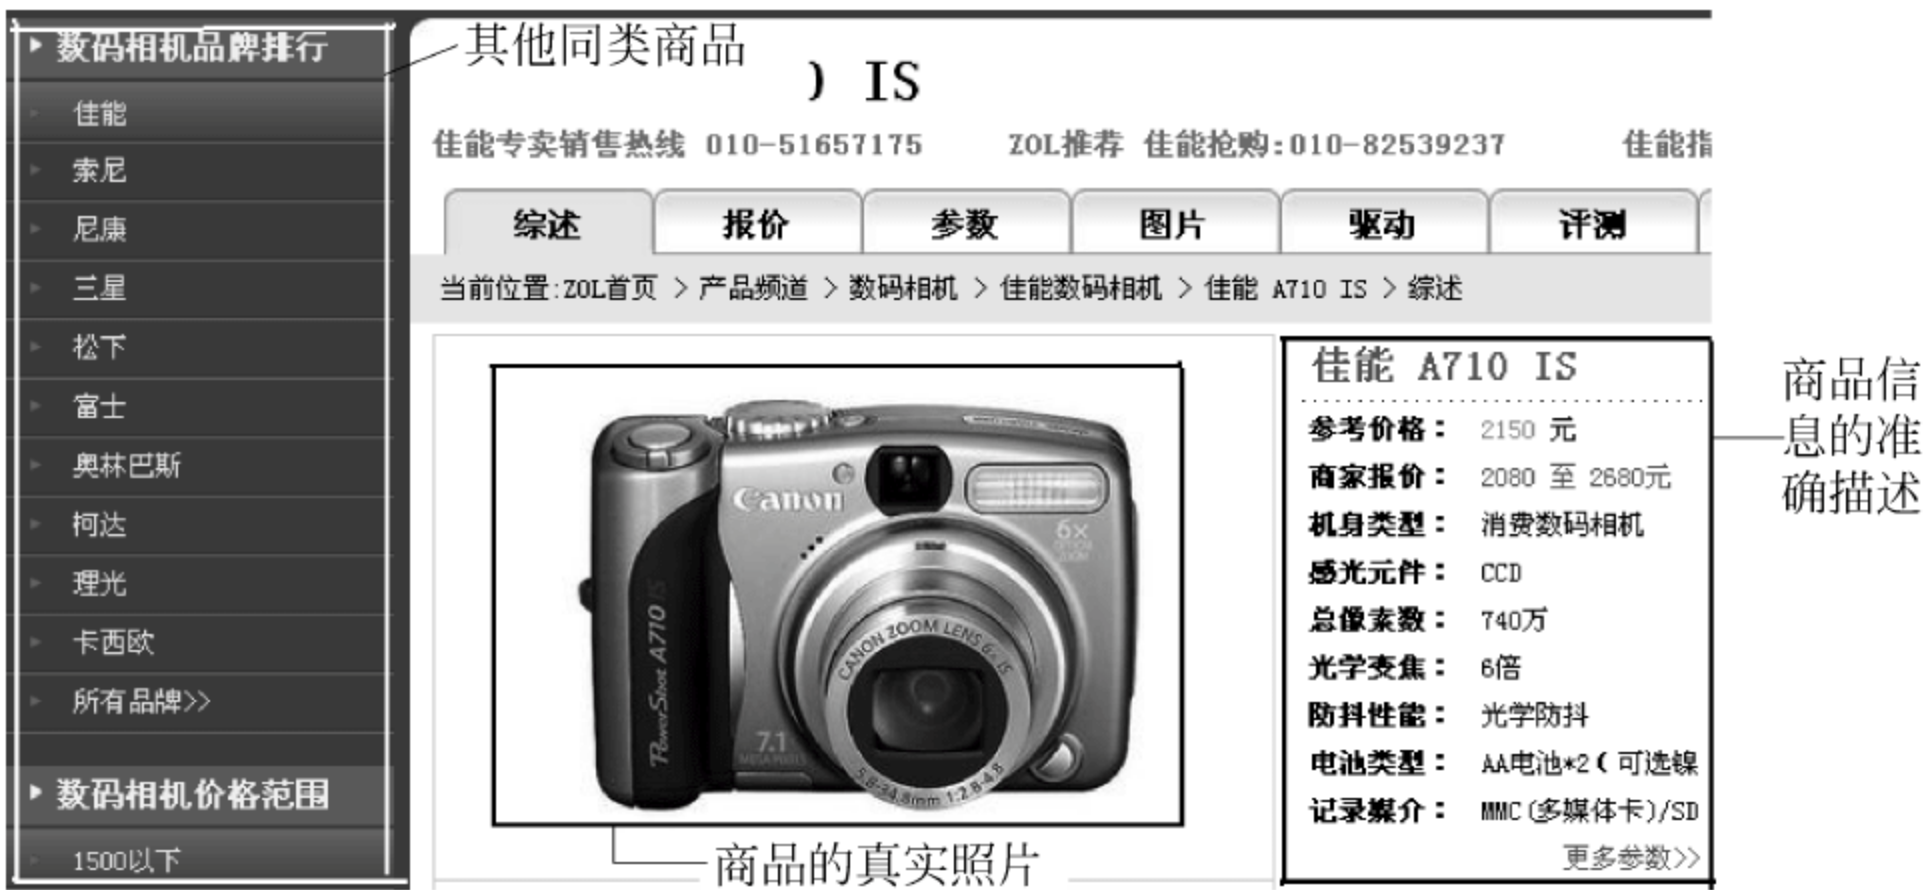 数码相机品牌排行
佳能
索尼
尼康
三星
松下
富士
奥林巴斯
柯达
理光
卡西欧
所有品牌>>
数码相机价格范围
1500以下
其他同类商品
) IS
佳能专卖销售热线 010-51657175 ZOL推荐 佳能抢购:010-82539237 佳能指
综述 报价 参数 图片 驱动 评测
当前位置:ZOL首页 > 产品频道 > 数码相机 > 佳能数码相机 > 佳能 A710 IS > 综述
Canon
6x
PowerShot A710 IS
7.1
MEGA PIXELS
CANON ZOOM LENS 6x IS
5.8-34.8mm 1:2.8-4.8
商品的真实照片
佳能 A710 IS
参考价格： 2150 元
商家报价： 2080 至 2680元
机身类型： 消费数码相机
感光元件： CCD
总像素数： 740万
光学变焦： 6倍
防抖性能： 光学防抖
电池类型： AA电池*2(可选镍
记录媒介： MMC(多媒体卡)/SD
更多参数>>
商品信
息的准
确描述